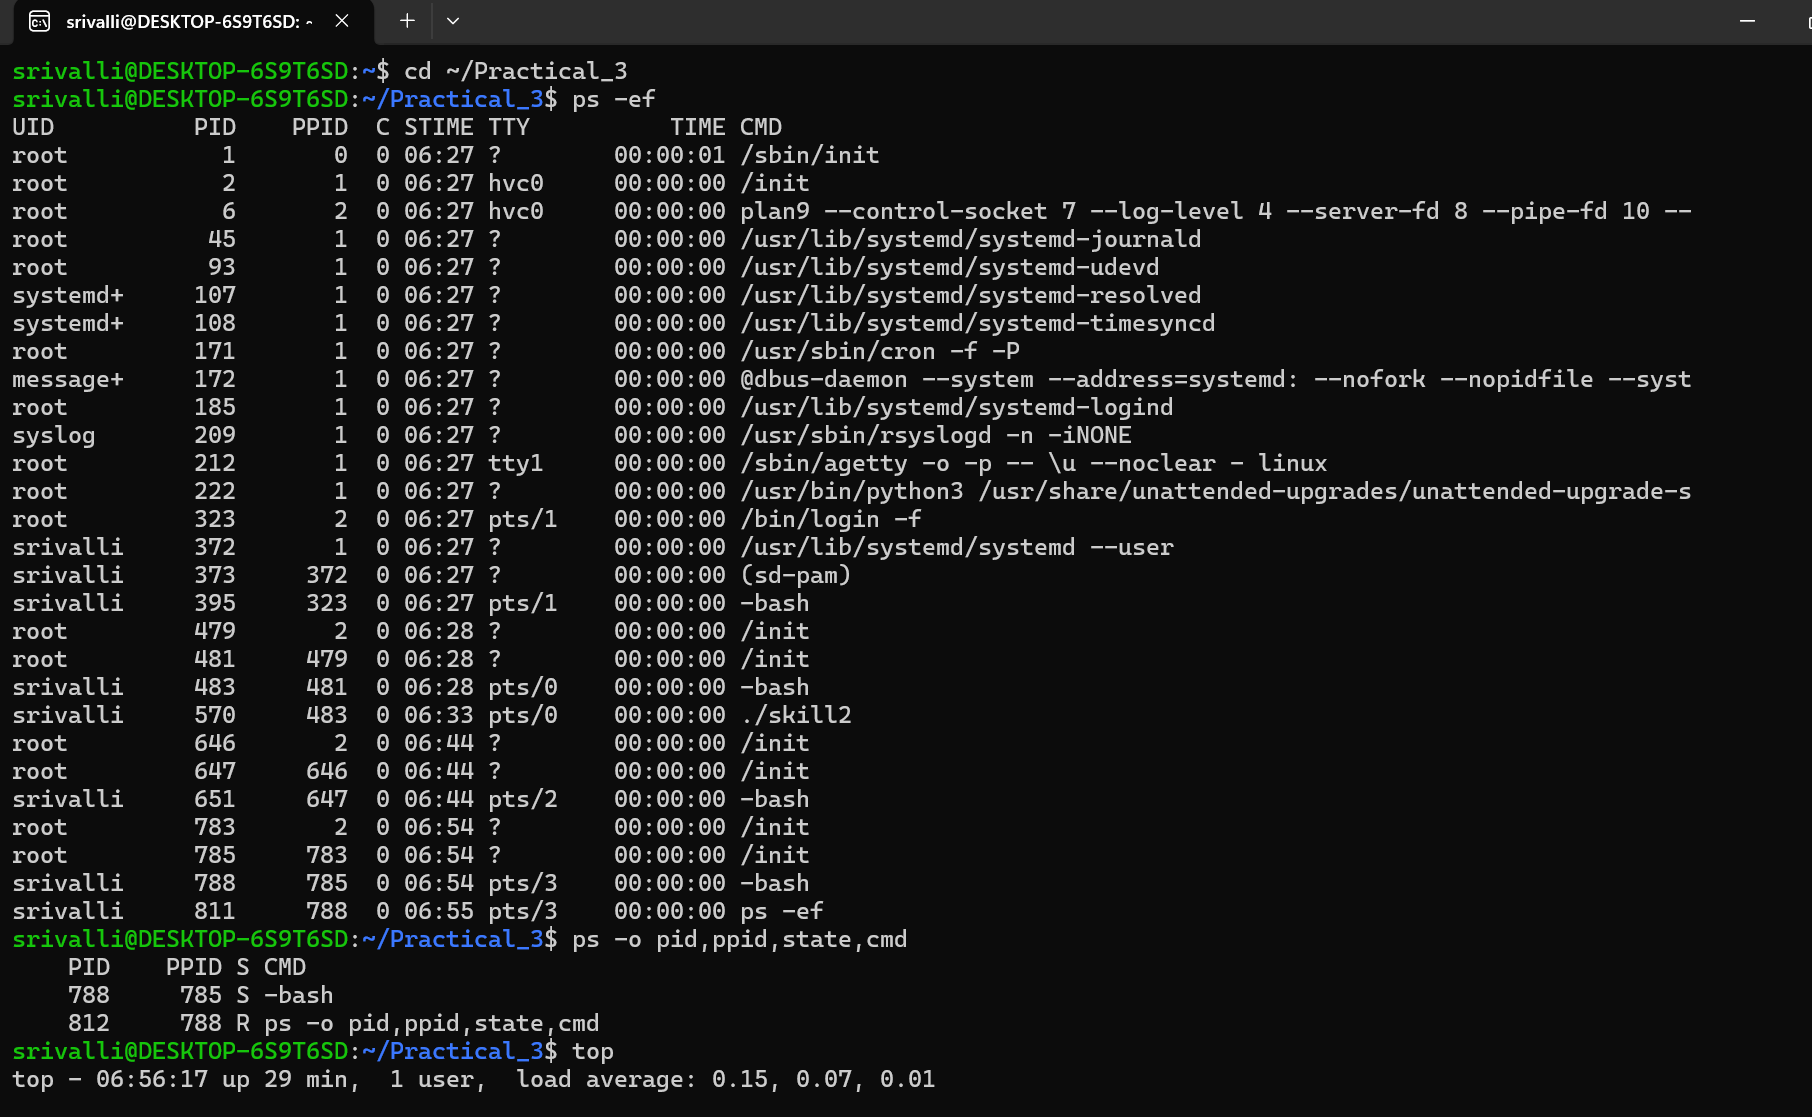 srivalli@DESKTOP-6S9T6SD: ~
srivalli@DESKTOP-6S9T6SD:~$ cd ~/Practical_3
srivalli@DESKTOP-6S9T6SD:~/Practical_3$ ps -ef
UID          PID    PPID  C STIME TTY          TIME CMD
root           1       0  0 06:27 ?        00:00:01 /sbin/init
root           2       1  0 06:27 hvc0     00:00:00 /init
root           6       2  0 06:27 hvc0     00:00:00 plan9 --control-socket 7 --log-level 4 --server-fd 8 --pipe-fd 10 --
root          45       1  0 06:27 ?        00:00:00 /usr/lib/systemd/systemd-journald
root          93       1  0 06:27 ?        00:00:00 /usr/lib/systemd/systemd-udevd
systemd+     107       1  0 06:27 ?        00:00:00 /usr/lib/systemd/systemd-resolved
systemd+     108       1  0 06:27 ?        00:00:00 /usr/lib/systemd/systemd-timesyncd
root         171       1  0 06:27 ?        00:00:00 /usr/sbin/cron -f -P
message+     172       1  0 06:27 ?        00:00:00 @dbus-daemon --system --address=systemd: --nofork --nopidfile --syst
root         185       1  0 06:27 ?        00:00:00 /usr/lib/systemd/systemd-logind
syslog       209       1  0 06:27 ?        00:00:00 /usr/sbin/rsyslogd -n -iNONE
root         212       1  0 06:27 tty1     00:00:00 /sbin/agetty -o -p -- \u --noclear - linux
root         222       1  0 06:27 ?        00:00:00 /usr/bin/python3 /usr/share/unattended-upgrades/unattended-upgrade-s
root         323       2  0 06:27 pts/1    00:00:00 /bin/login -f
srivalli     372       1  0 06:27 ?        00:00:00 /usr/lib/systemd/systemd --user
srivalli     373     372  0 06:27 ?        00:00:00 (sd-pam)
srivalli     395     323  0 06:27 pts/1    00:00:00 -bash
root         479       2  0 06:28 ?        00:00:00 /init
root         481     479  0 06:28 ?        00:00:00 /init
srivalli     483     481  0 06:28 pts/0    00:00:00 -bash
srivalli     570     483  0 06:33 pts/0    00:00:00 ./skill2
root         646       2  0 06:44 ?        00:00:00 /init
root         647     646  0 06:44 ?        00:00:00 /init
srivalli     651     647  0 06:44 pts/2    00:00:00 -bash
root         783       2  0 06:54 ?        00:00:00 /init
root         785     783  0 06:54 ?        00:00:00 /init
srivalli     788     785  0 06:54 pts/3    00:00:00 -bash
srivalli     811     788  0 06:55 pts/3    00:00:00 ps -ef
srivalli@DESKTOP-6S9T6SD:~/Practical_3$ ps -o pid,ppid,state,cmd
    PID    PPID S CMD
    788     785 S -bash
    812     788 R ps -o pid,ppid,state,cmd
srivalli@DESKTOP-6S9T6SD:~/Practical_3$ top
top - 06:56:17 up 29 min,  1 user,  load average: 0.15, 0.07, 0.01